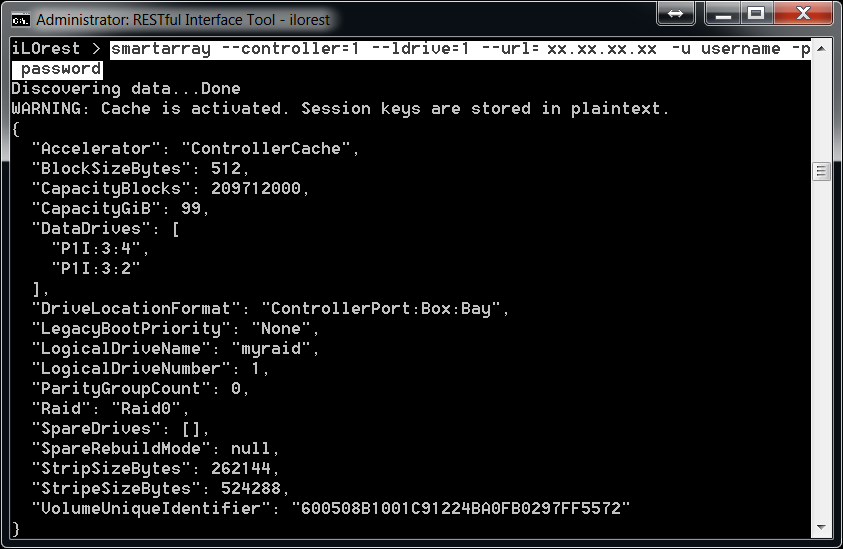 Administrator: RESTful Interface Tool - ilorest
iLOrest > smartarray --controller=1 --ldrive=1 --url= xx.xx.xx.xx -u username -p
password
Discovering data...Done
WARNING: Cache is activated. Session keys are stored in plaintext.
{
  "Accelerator": "ControllerCache",
  "BlockSizeBytes": 512,
  "CapacityBlocks": 209712000,
  "CapacityGiB": 99,
  "DataDrives": [
    "P1I:3:4",
    "P1I:3:2"
  ],
  "DriveLocationFormat": "ControllerPort:Box:Bay",
  "LegacyBootPriority": "None",
  "LogicalDriveName": "myraid",
  "LogicalDriveNumber": 1,
  "ParityGroupCount": 0,
  "Raid": "Raid0",
  "SpareDrives": [],
  "SpareRebuildMode": null,
  "StripSizeBytes": 262144,
  "StripeSizeBytes": 524288,
  "VolumeUniqueIdentifier": "600508B1001C91224BA0FB0297FF5572"
}